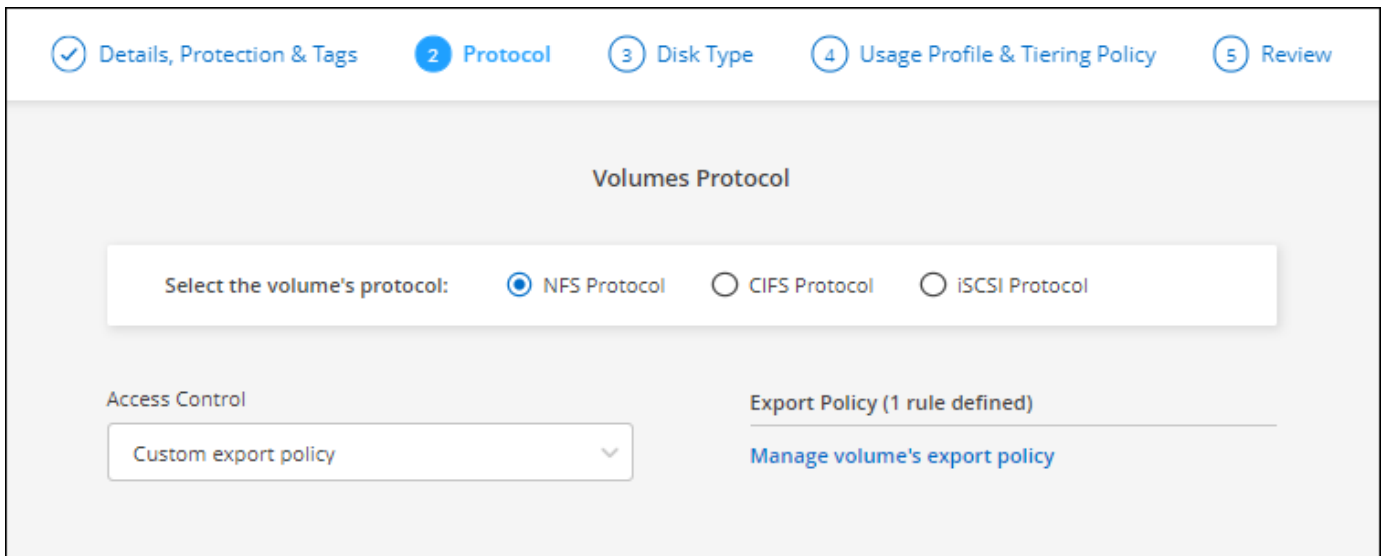 Details, Protection & Tags 2 Protocol 3 Disk Type 4 Usage Profile & Tiering Policy 5 Review
Volumes Protocol
Select the volume's protocol: NFS Protocol CIFS Protocol iSCSI Protocol
Access Control
Export Policy (1 rule defined)
Custom export policy
Manage volume's export policy